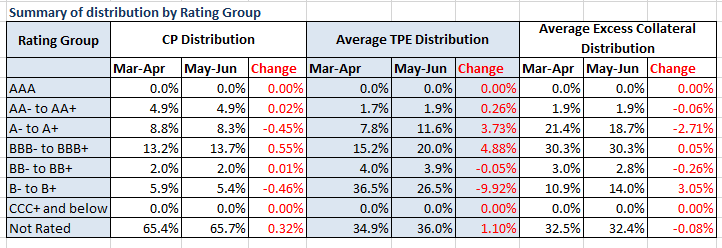 Summary of distribution by Rating Group
Rating Group CP Distribution Average TPE Distribution Average Excess Collateral Distribution
Mar-Apr May-Jun Change Mar-Apr May-Jun Change Mar-Apr May-Jun Change
AAA 0.0% 0.0% 0.00% 0.0% 0.0% 0.00% 0.0% 0.0% 0.00%
AA- to AA+ 4.9% 4.9% 0.02% 1.7% 1.9% 0.26% 1.9% 1.9% -0.06%
A- to A+ 8.8% 8.3% -0.45% 7.8% 11.6% 3.73% 21.4% 18.7% -2.71%
BBB- to BBB+ 13.2% 13.7% 0.55% 15.2% 20.0% 4.88% 30.3% 30.3% 0.05%
BB- to BB+ 2.0% 2.0% 0.01% 4.0% 3.9% -0.05% 3.0% 2.8% -0.26%
B- to B+ 5.9% 5.4% -0.46% 36.5% 26.5% -9.92% 10.9% 14.0% 3.05%
CCC+ and below 0.0% 0.0% 0.00% 0.0% 0.0% 0.00% 0.0% 0.0% 0.00%
Not Rated 65.4% 65.7% 0.32% 34.9% 36.0% 1.10% 32.5% 32.4% -0.08%